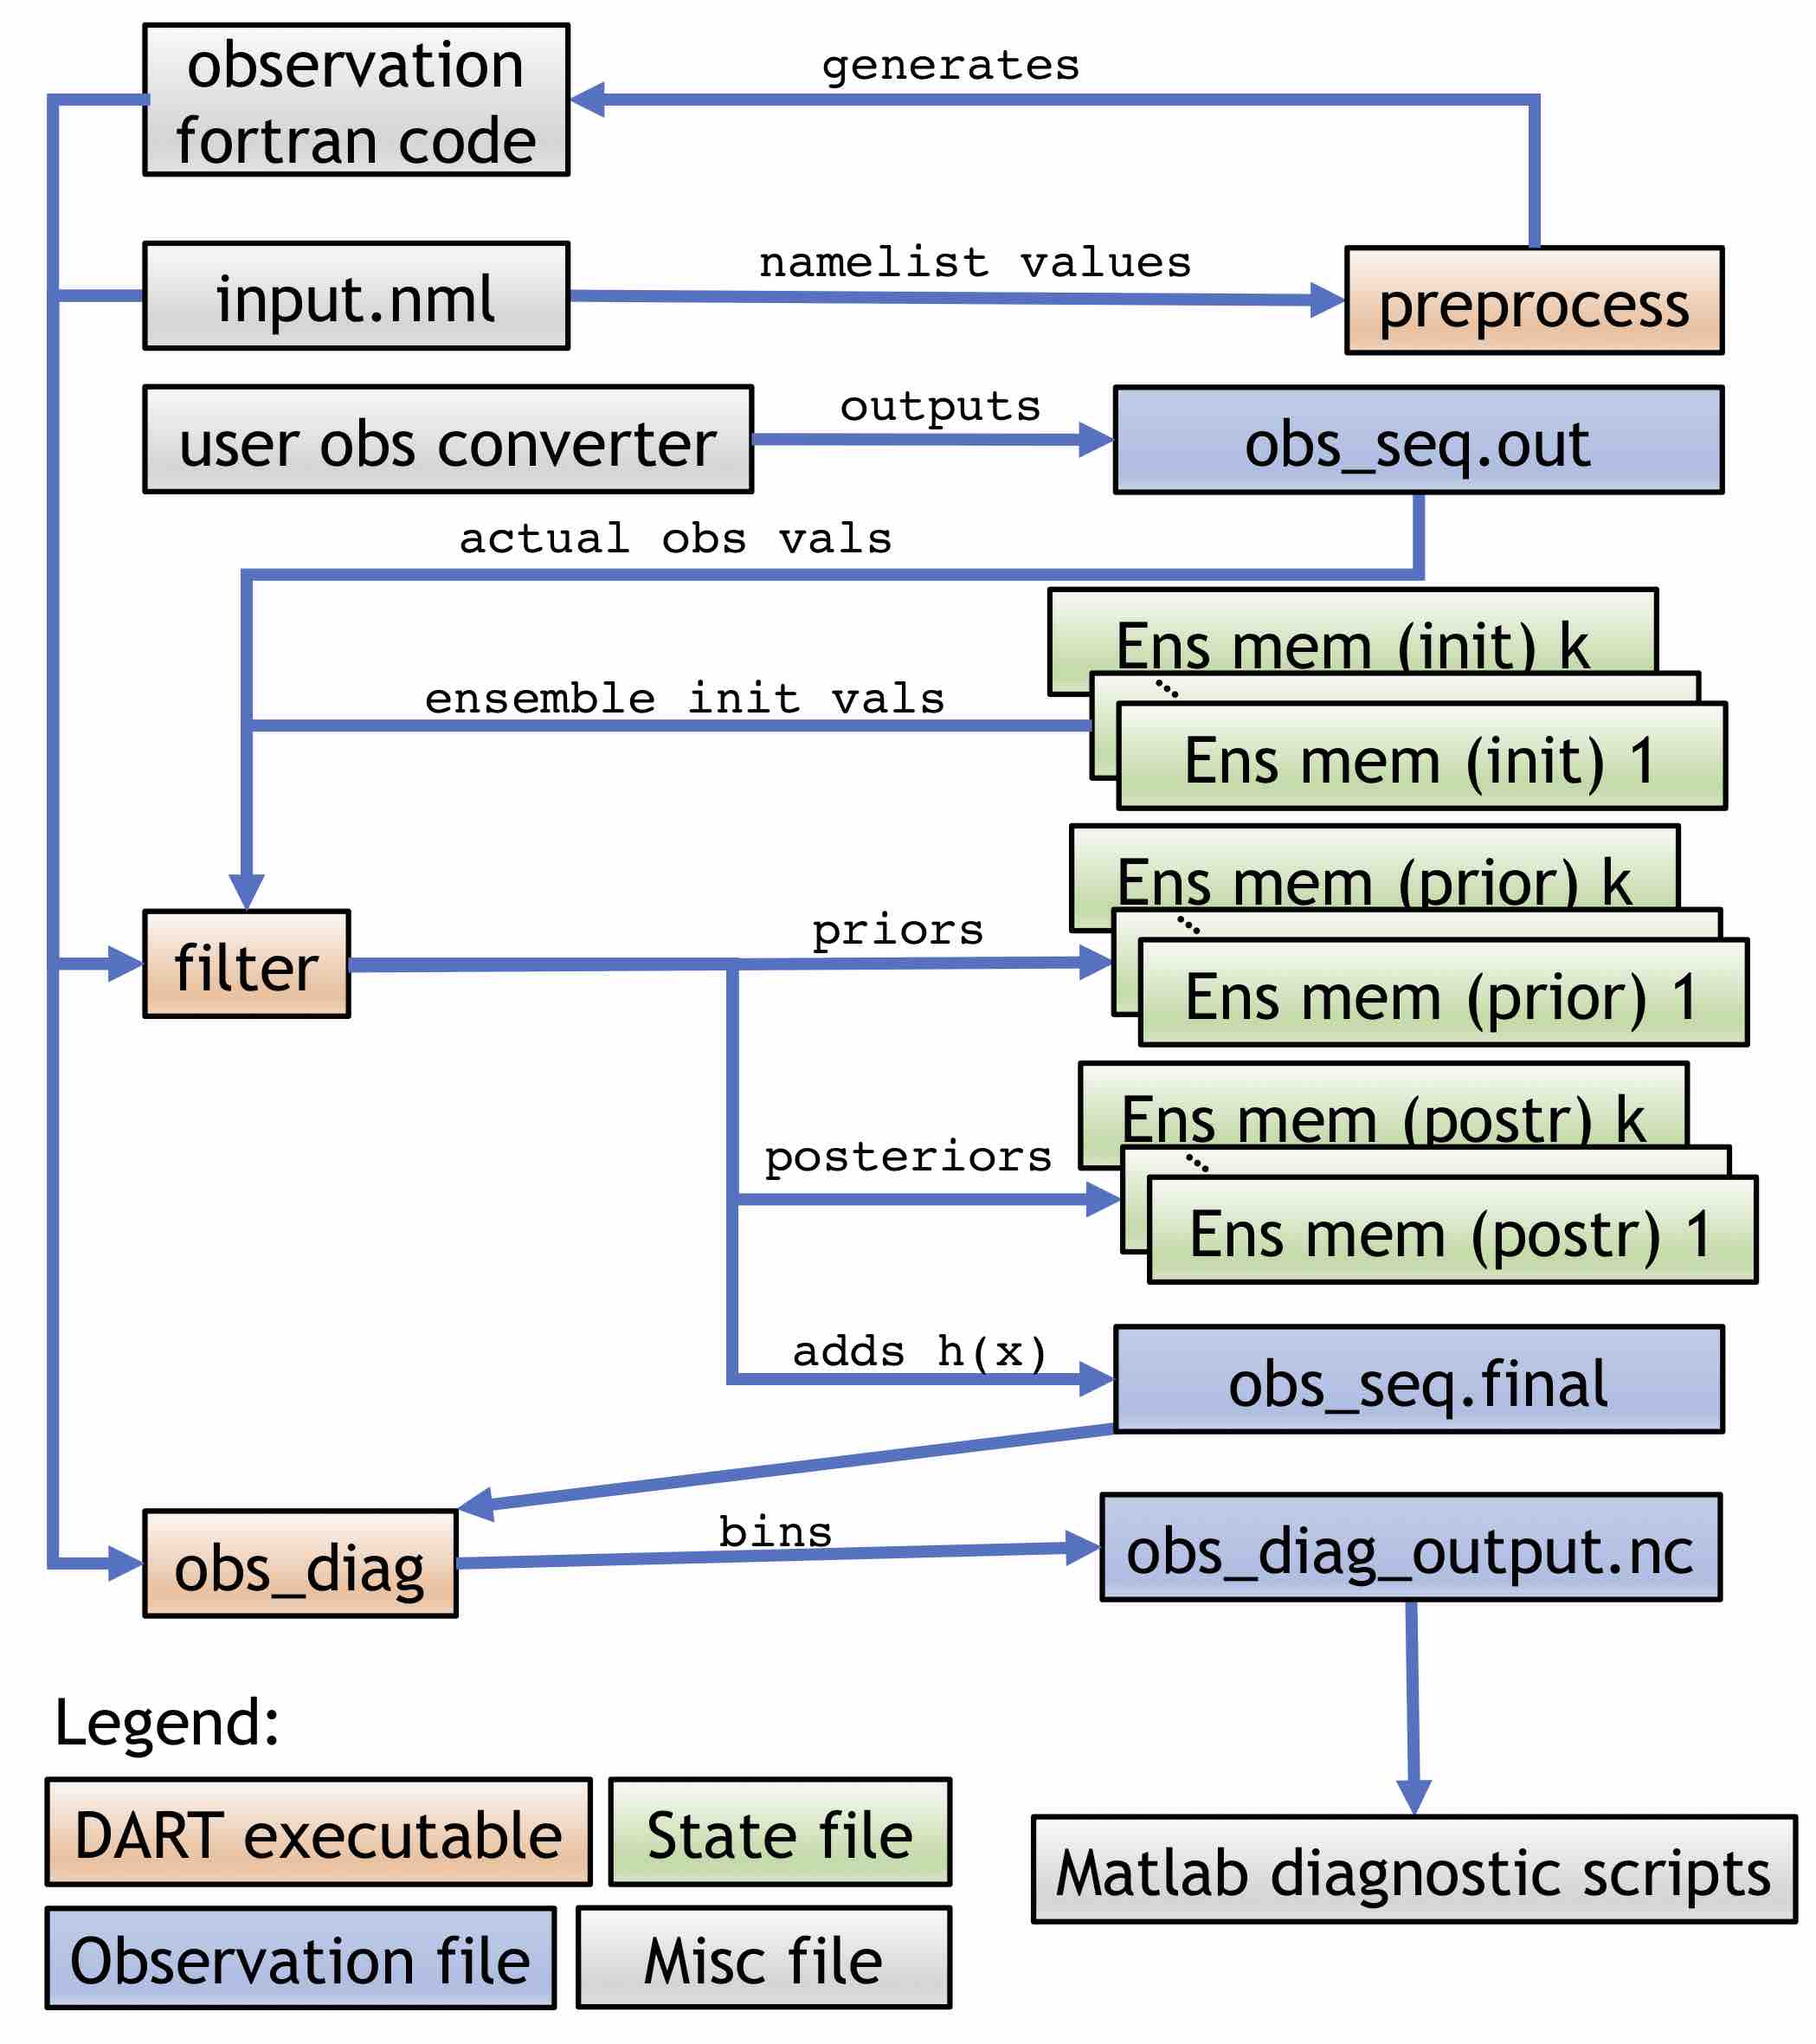 observation
fortran code
generates
input.nml
namelist values
preprocess
user obs converter
outputs
obs_seq.out
actual obs vals
Ens mem (init) k
ensemble init vals
Ens mem (init) 1
Ens mem (prior) k
filter
priors
Ens mem (prior) 1
Ens mem (postr) k
posteriors
Ens mem (postr) 1
adds h(x)
obs_seq.final
obs_diag
bins
obs_diag_output.nc
Legend:
DART executable
State file
Observation file
Misc file
Matlab diagnostic scripts